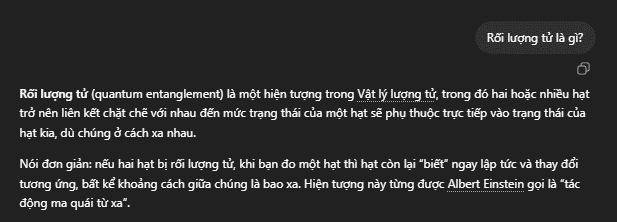 Rối lượng tử là gì?
Rối lượng tử (quantum entanglement) là một hiện tượng trong Vật lý lượng tử, trong đó hai hoặc nhiều hạt
trở nên liên kết chặt chẽ với nhau đến mức trạng thái của một hạt sẽ phụ thuộc trực tiếp vào trạng thái của
hạt kia, dù chúng ở cách xa nhau.
Nói đơn giản: nếu hai hạt bị rối lượng tử, khi bạn đo một hạt thì hạt còn lại “biết” ngay lập tức và thay đổi
tương ứng, bất kể khoảng cách giữa chúng là bao xa. Hiện tượng này từng được Albert Einstein gọi là “tác
động ma quái từ xa”.